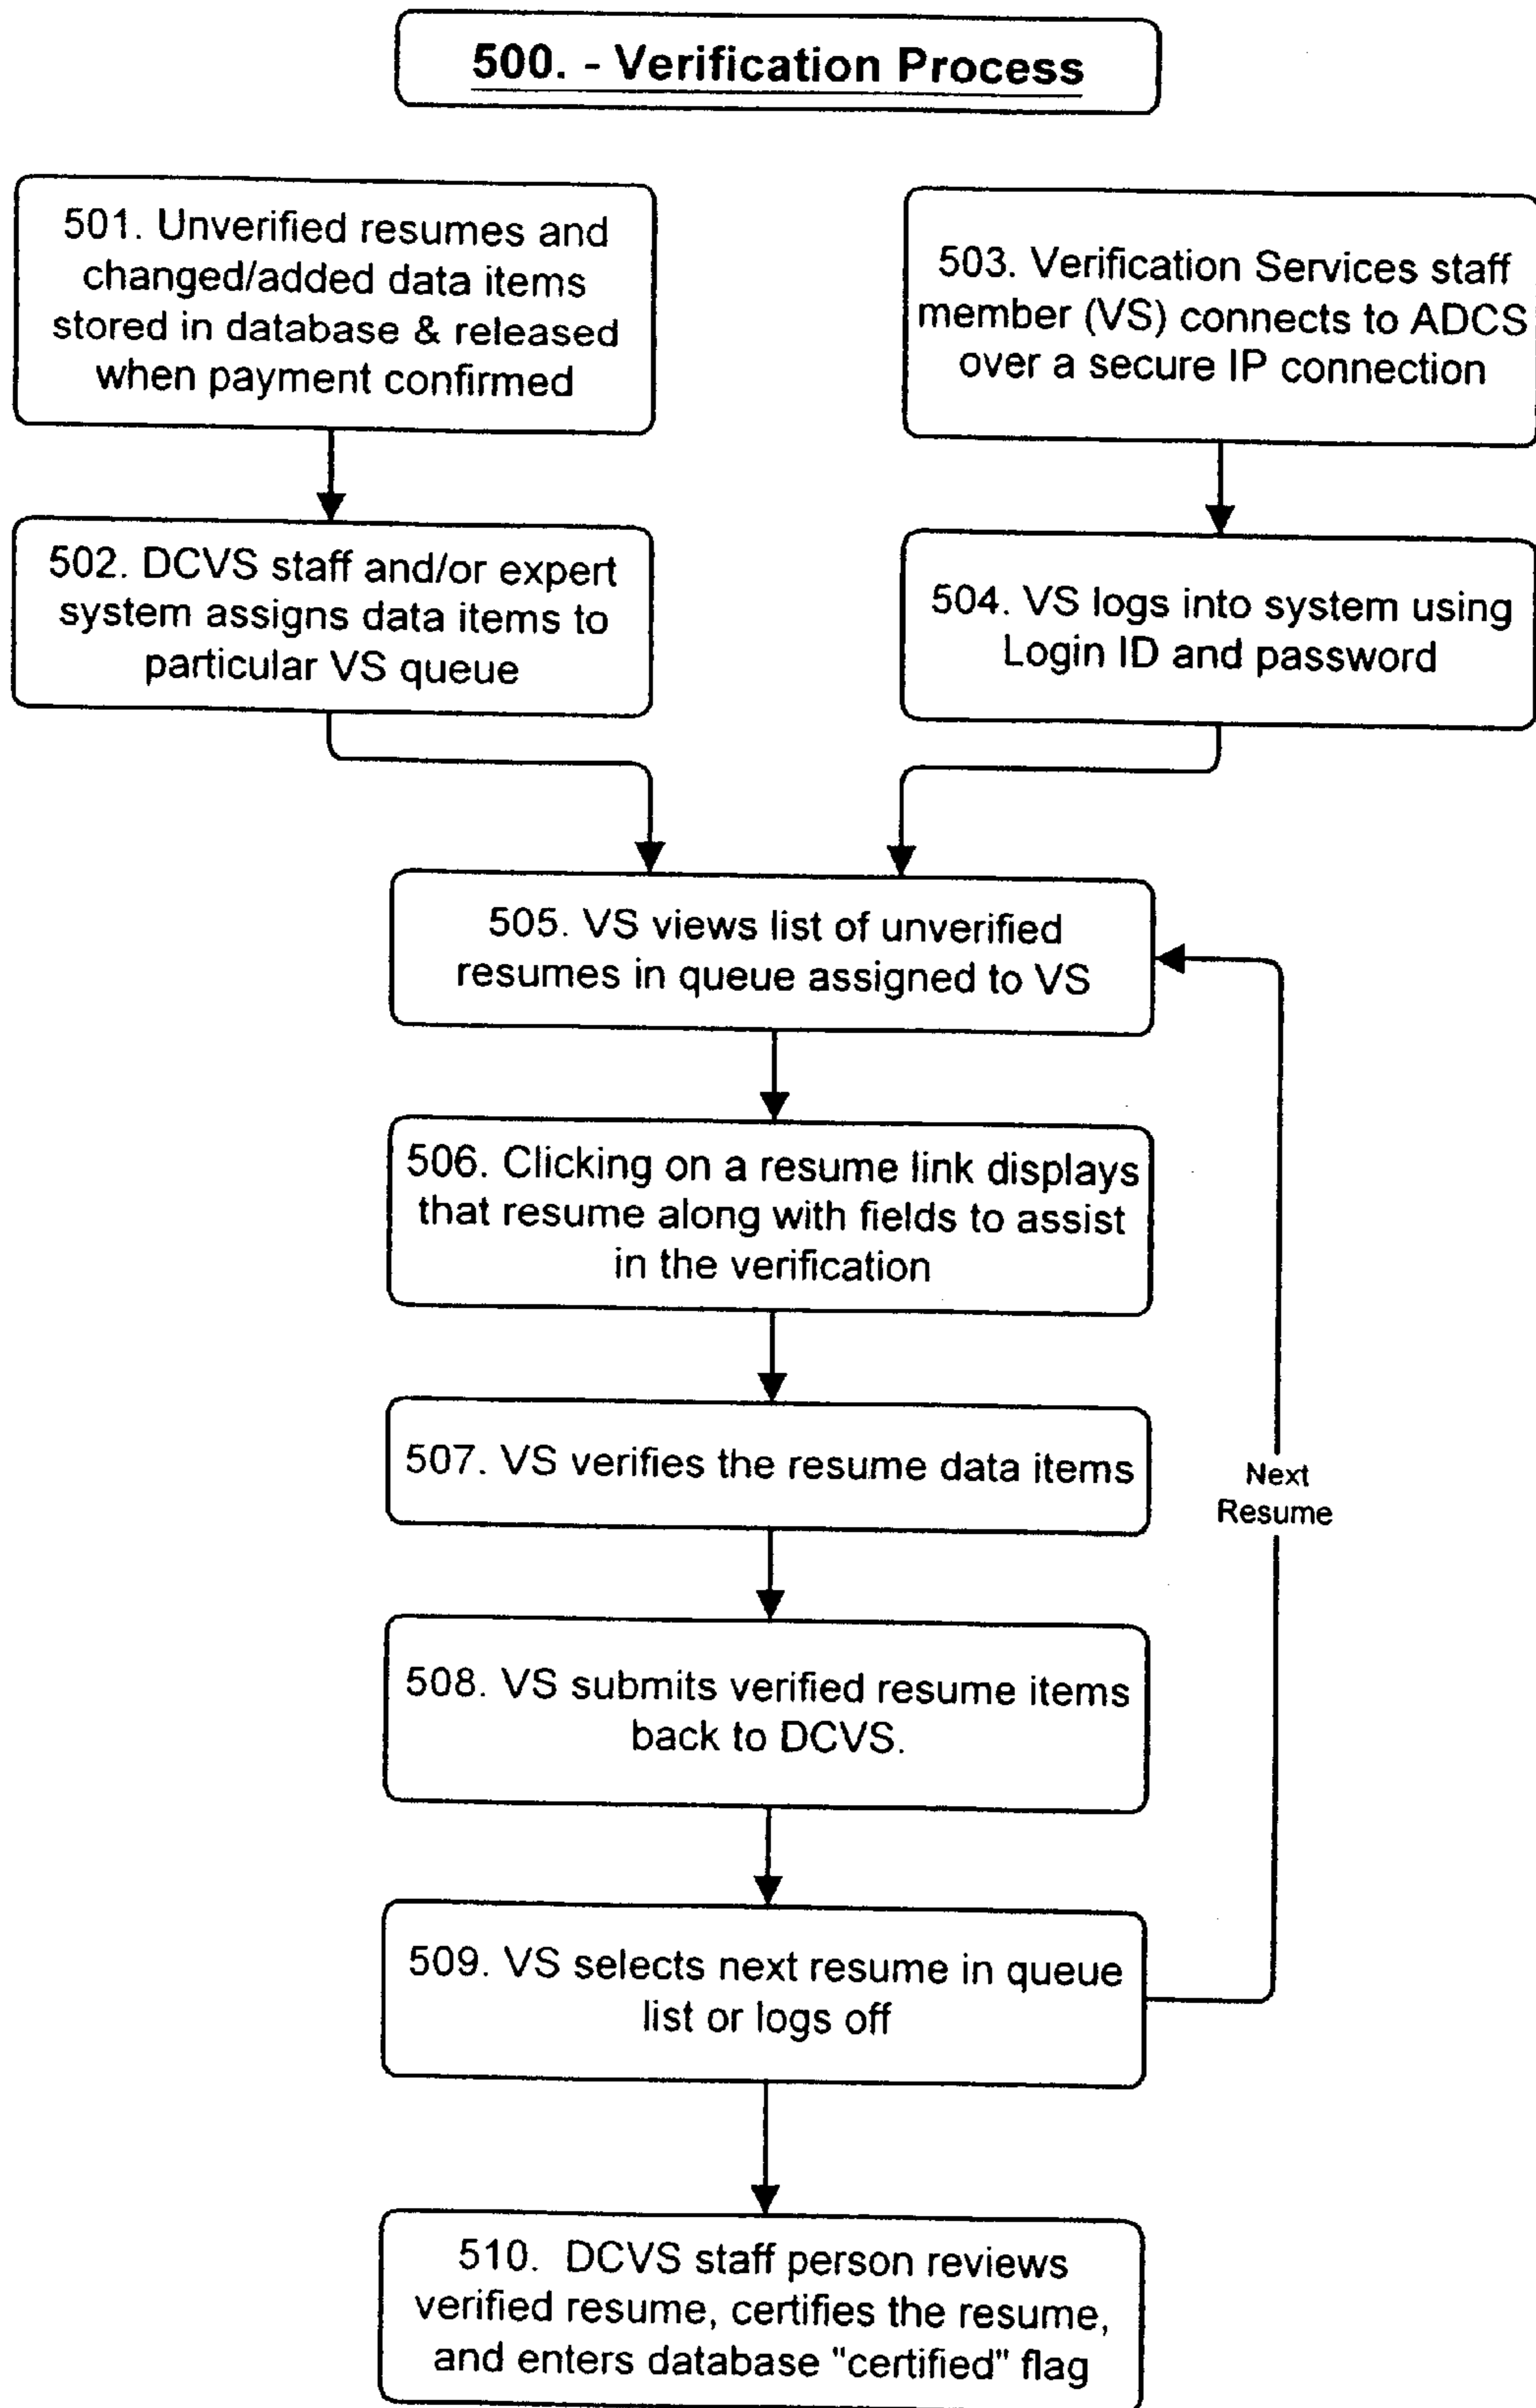 500. - Verification Process
501. Unverified resumes and
changed/added data items
stored in database & released
when payment confirmed
503. Verification Services staff
member (VS) connects to ADCS
over a secure IP connection
502. DCVS staff and/or expert
system assigns data items to
particular VS queue
504. VS logs into system using
Login ID and password
505. VS views list of unverified
resumes in queue assigned to VS
506. Clicking on a resume link displays
that resume along with fields to assist
in the verification
507. VS verifies the resume data items
Next
Resume
508. VS submits verified resume items
back to DCVS.
509. VS selects next resume in queue
list or logs off
510. DCVS staff person reviews
verified resume, certifies the resume,
and enters database "certified" flag